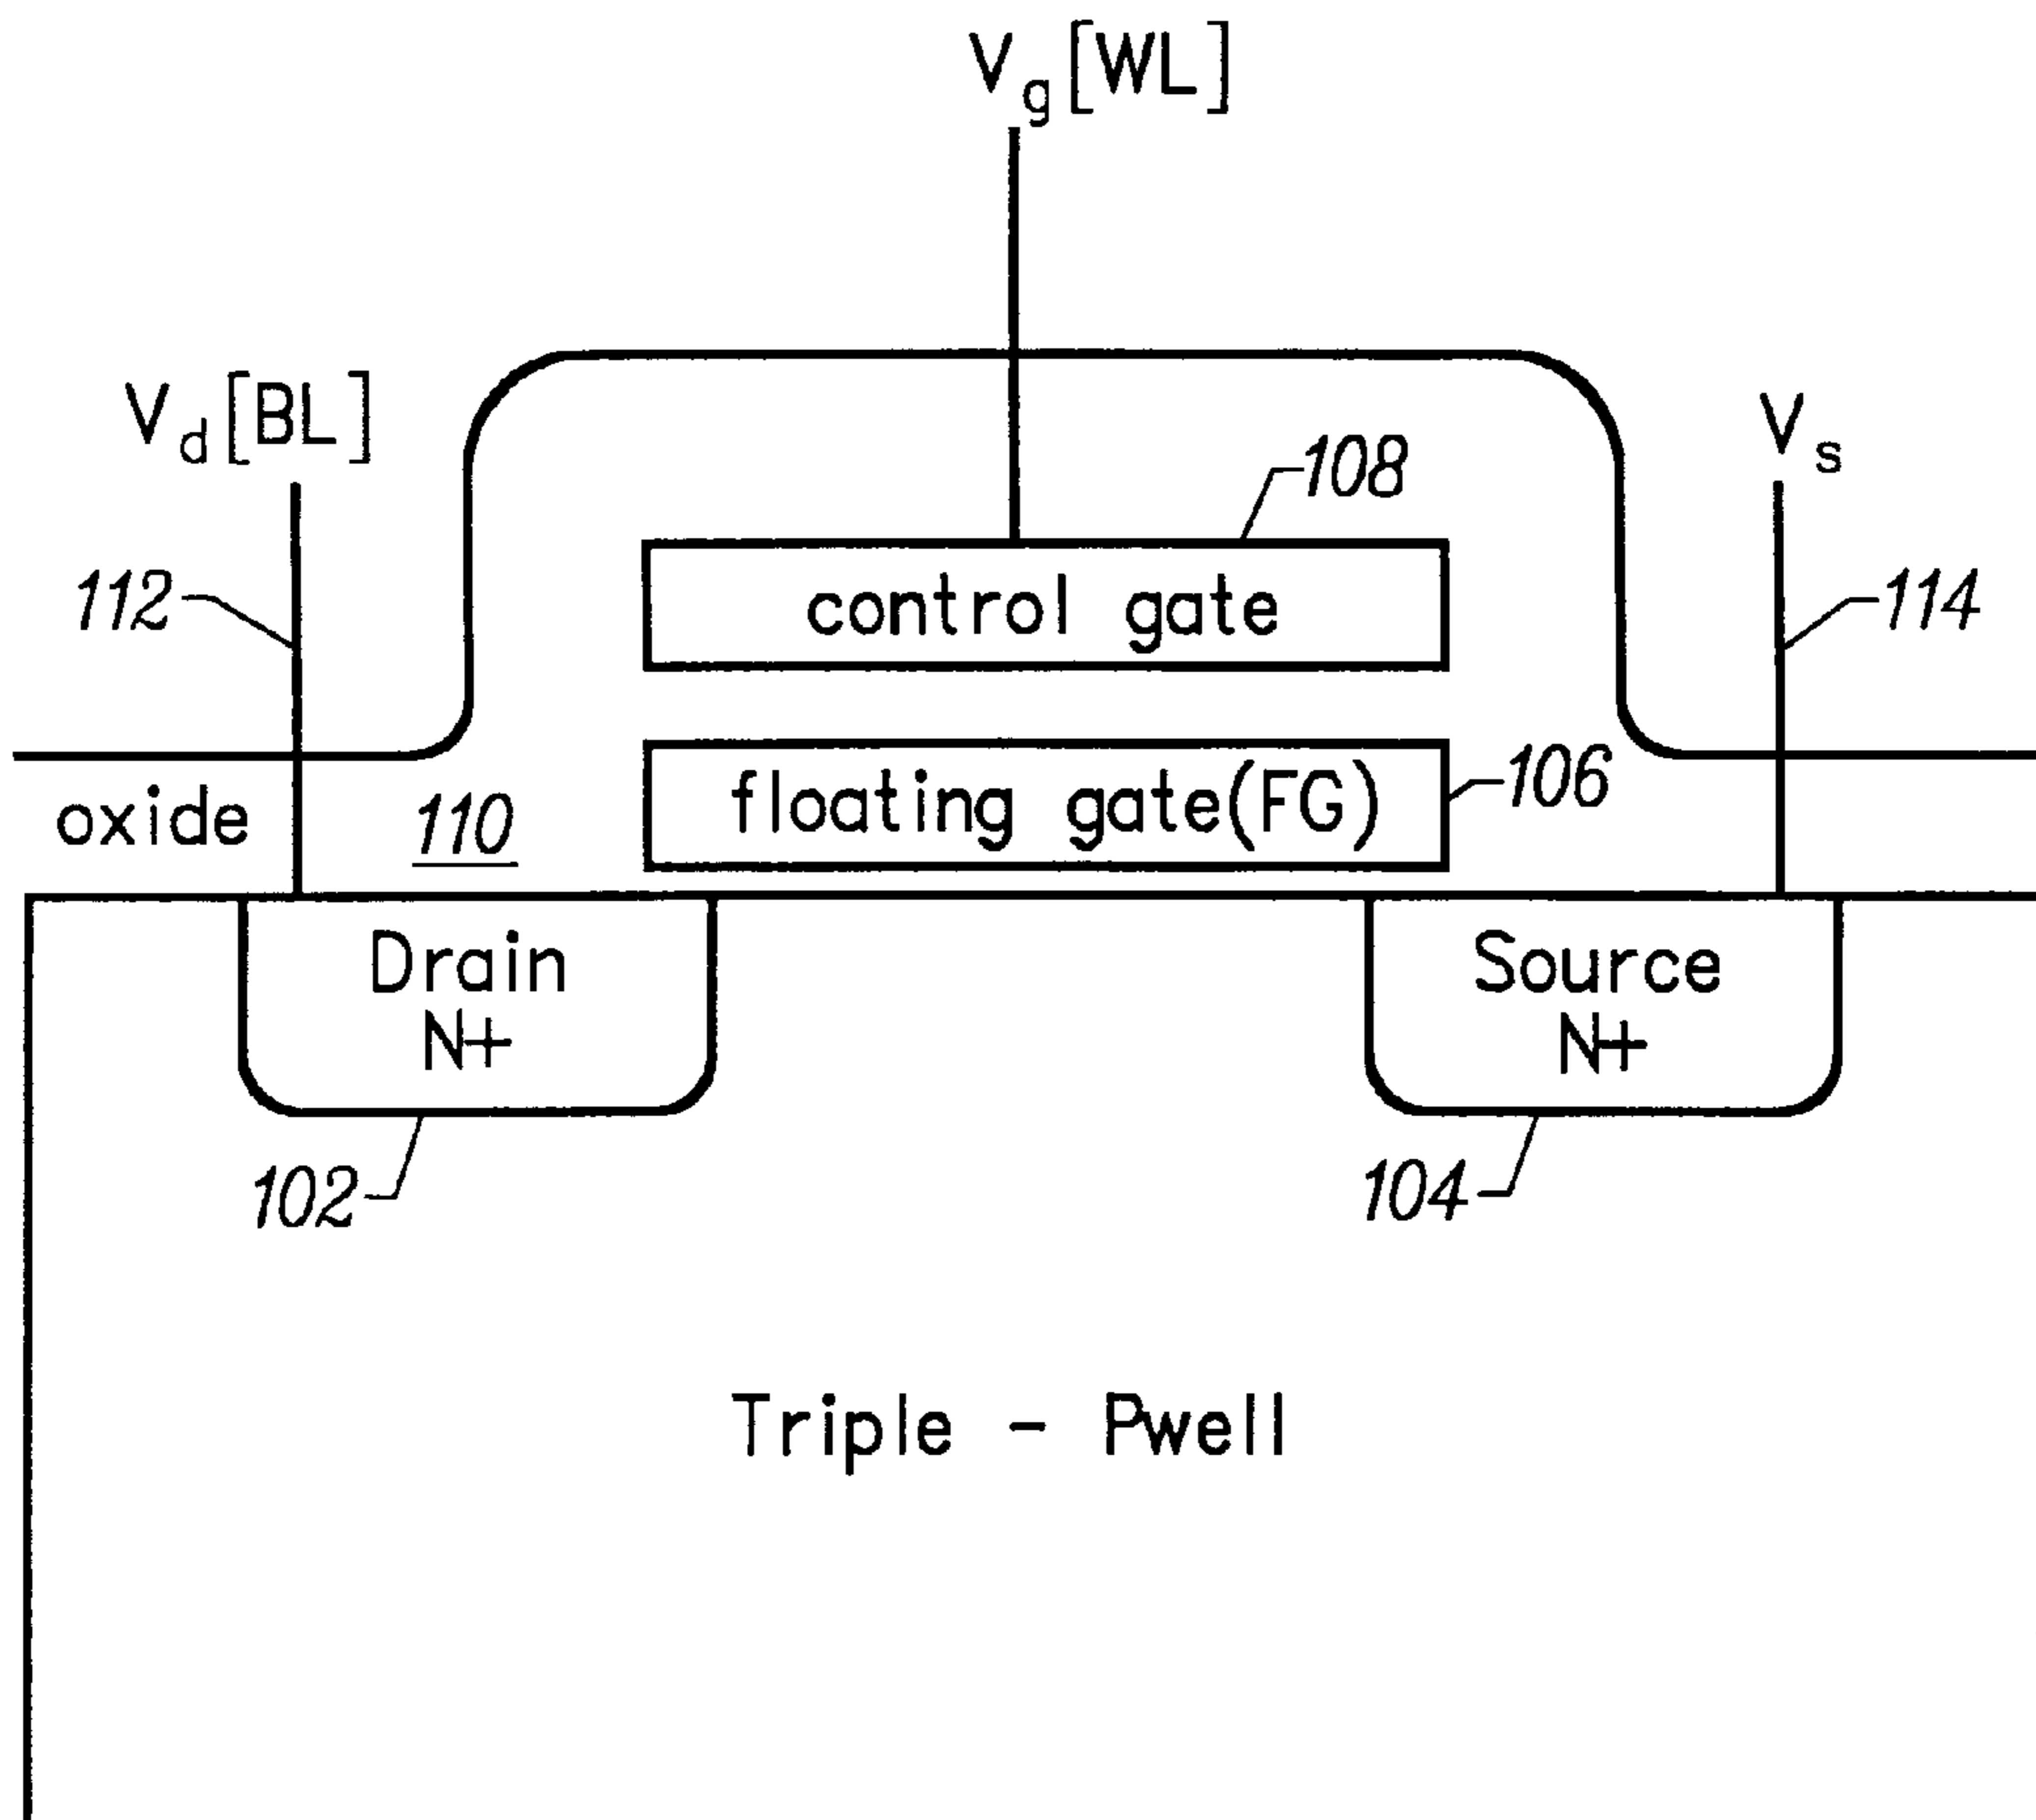 Vg[WL]
Vd[BL]
Vs
108
112
control gate
114
oxide
110
floating gate(FG)
106
Drain
N+
Source
N+
102
104
Triple - Pwell